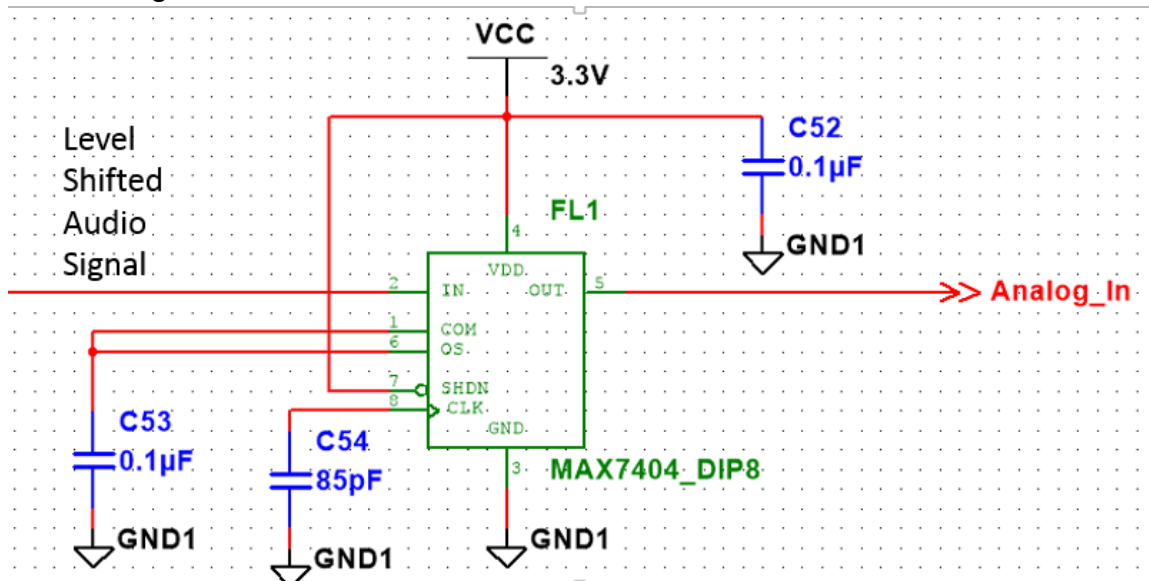 VCC
3.3V
Level
Shifted
Audio
Signal
C52
0.1µF
GND1
FL1
4
VDD
2
IN
OUT
5
Analog_In
1
COM
6
OS
7
SHDN
8
CLK
GND
3
MAX7404_DIP8
GND1
C53
0.1µF
GND1
C54
85pF
GND1